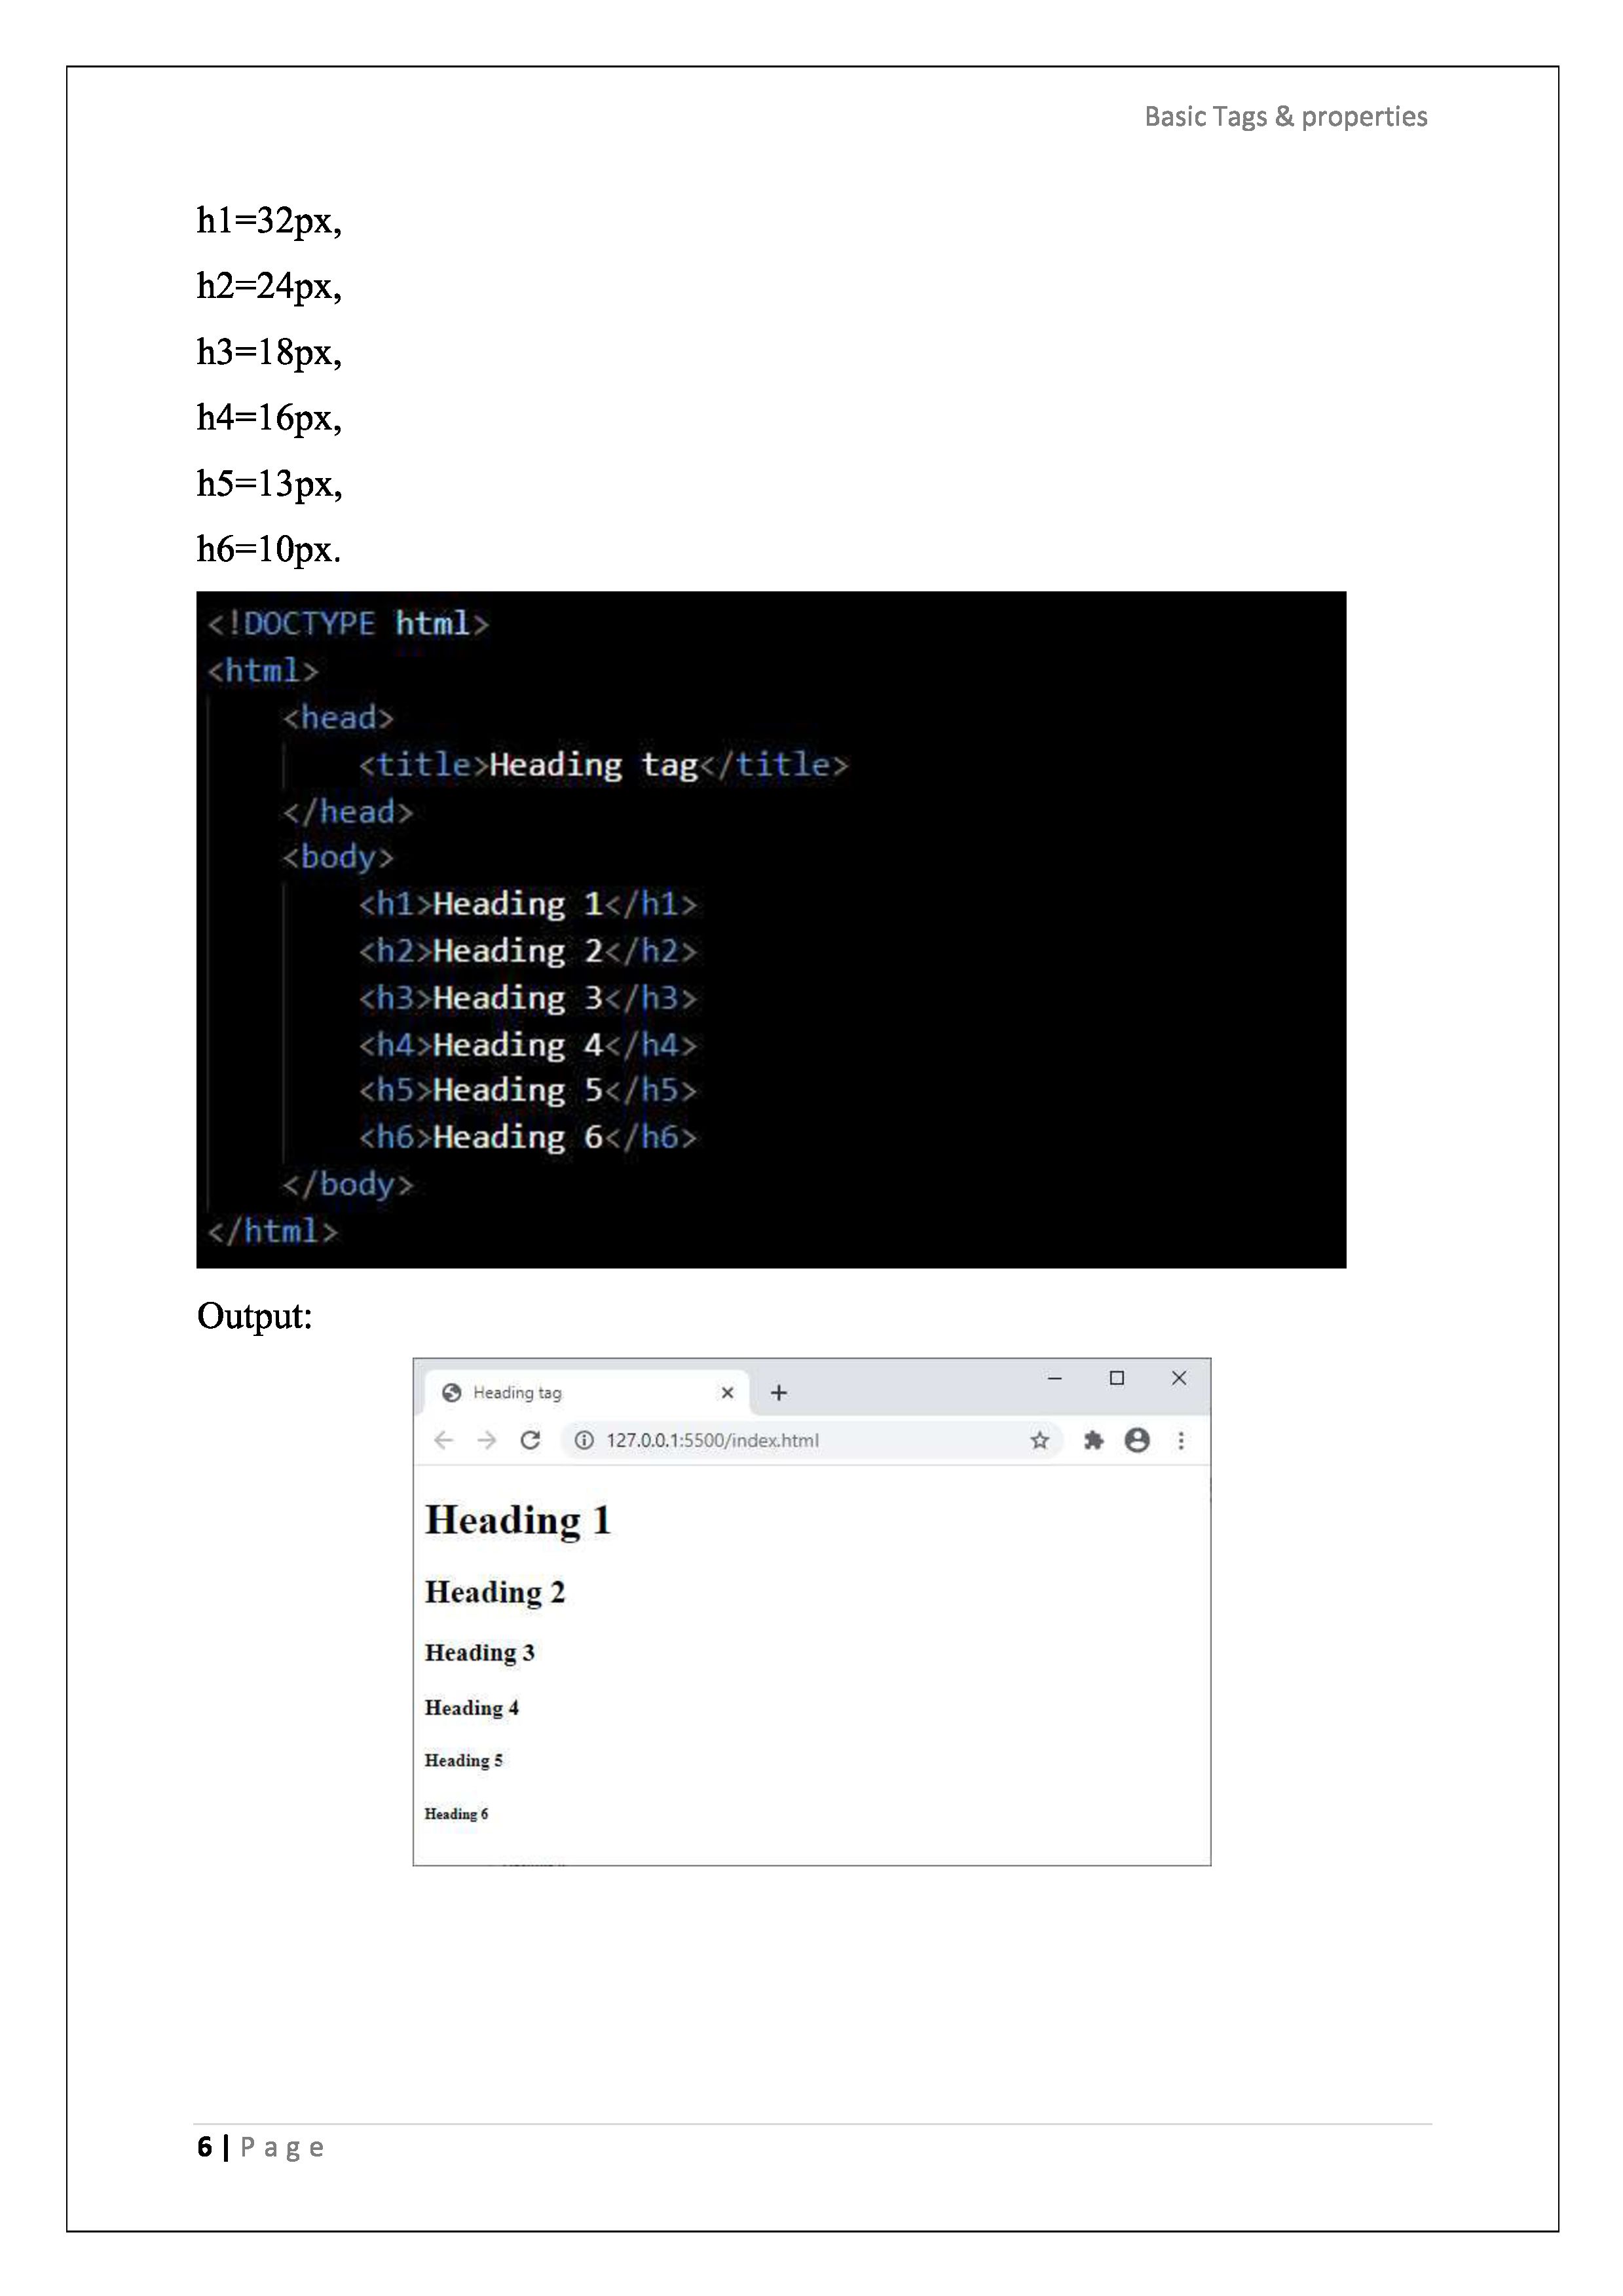 Basic Tags & properties
h1=32px,
h2=24px,
h3=18px,
h4=16px,
h5=13px,
h6=10px.
<!DOCTYPE html>
<html>
    <head>
        <title>Heading tag</title>
    </head>
    <body>
        <h1>Heading 1</h1>
        <h2>Heading 2</h2>
        <h3>Heading 3</h3>
        <h4>Heading 4</h4>
        <h5>Heading 5</h5>
        <h6>Heading 6</h6>
    </body>
</html>
Output:
Heading tag
127.0.0.1:5500/index.html
Heading 1
Heading 2
Heading 3
Heading 4
Heading 5
Heading 6
6 | Page